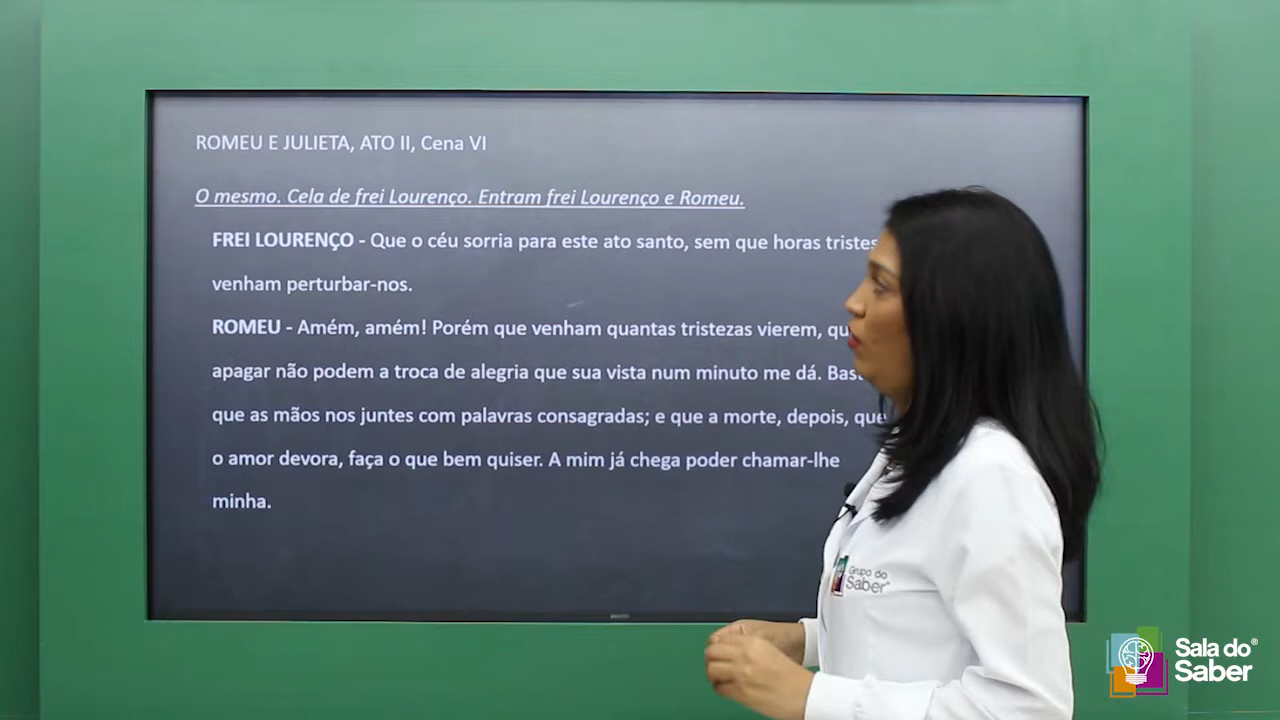 ROMEU E JULIETA, ATO II, Cena VI
O mesmo. Cela de frei Lourenço. Entram frei Lourenço e Romeu.
FREI LOURENÇO - Que o céu sorria para este ato santo, sem que horas tristes
venham perturbar-nos.
ROMEU - Amém, amém! Porém que venham quantas tristezas vierem,
apagar não podem a troca de alegria que sua vista num minuto me dá.
que as mãos nos juntes com palavras consagradas; e que a morte, depois, que
o amor devora, faça o que bem quiser. A mim já chega poder chamar-lhe
minha.
Grupo do
Saber
Sala do®
Saber